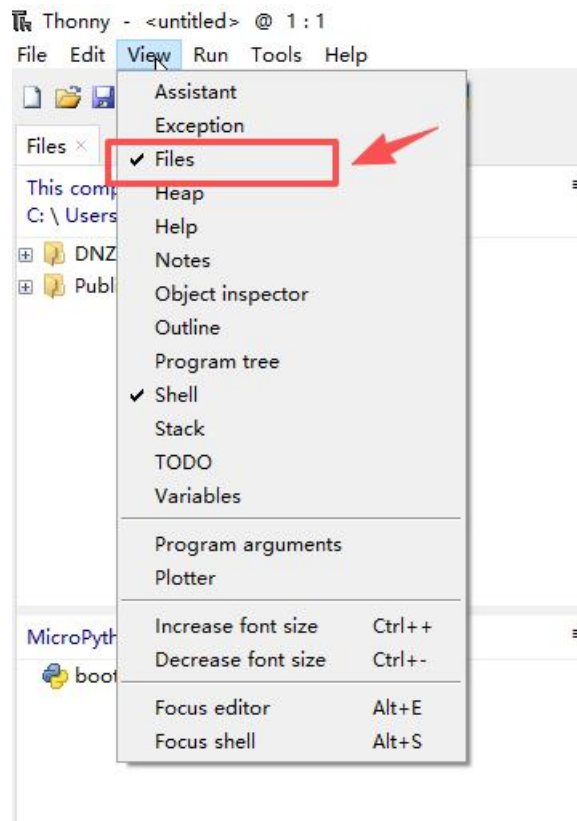 Thonny - <untitled> @ 1:1
File Edit View Run Tools Help
Files ×
This comp
C: \ Users
DNZ
Publ
Assistant
Exception
Files
Heap
Help
Notes
Object inspector
Outline
Program tree
Shell
Stack
TODO
Variables
Program arguments
Plotter
Increase font size Ctrl++
Decrease font size Ctrl+-
Focus editor Alt+E
Focus shell Alt+S
MicroPyth
boot